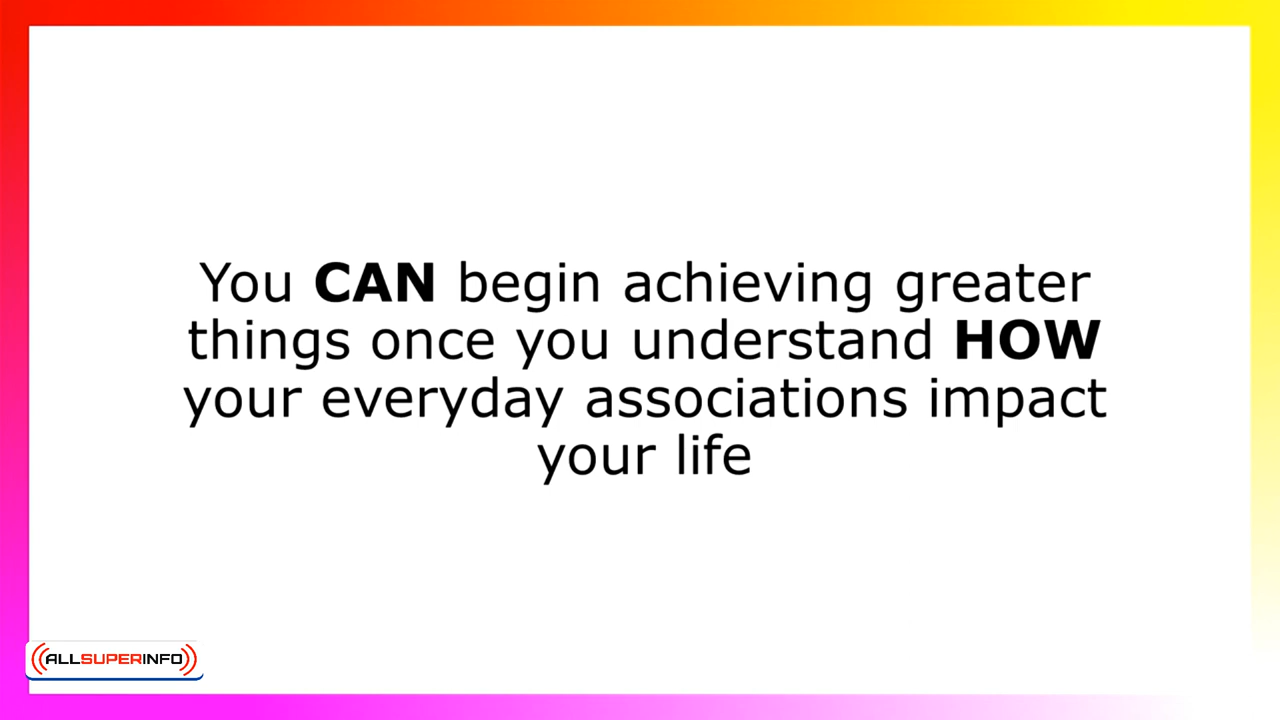 You CAN begin achieving greater
things once you understand HOW
your everyday associations impact
your life
ALLSUPERINFO